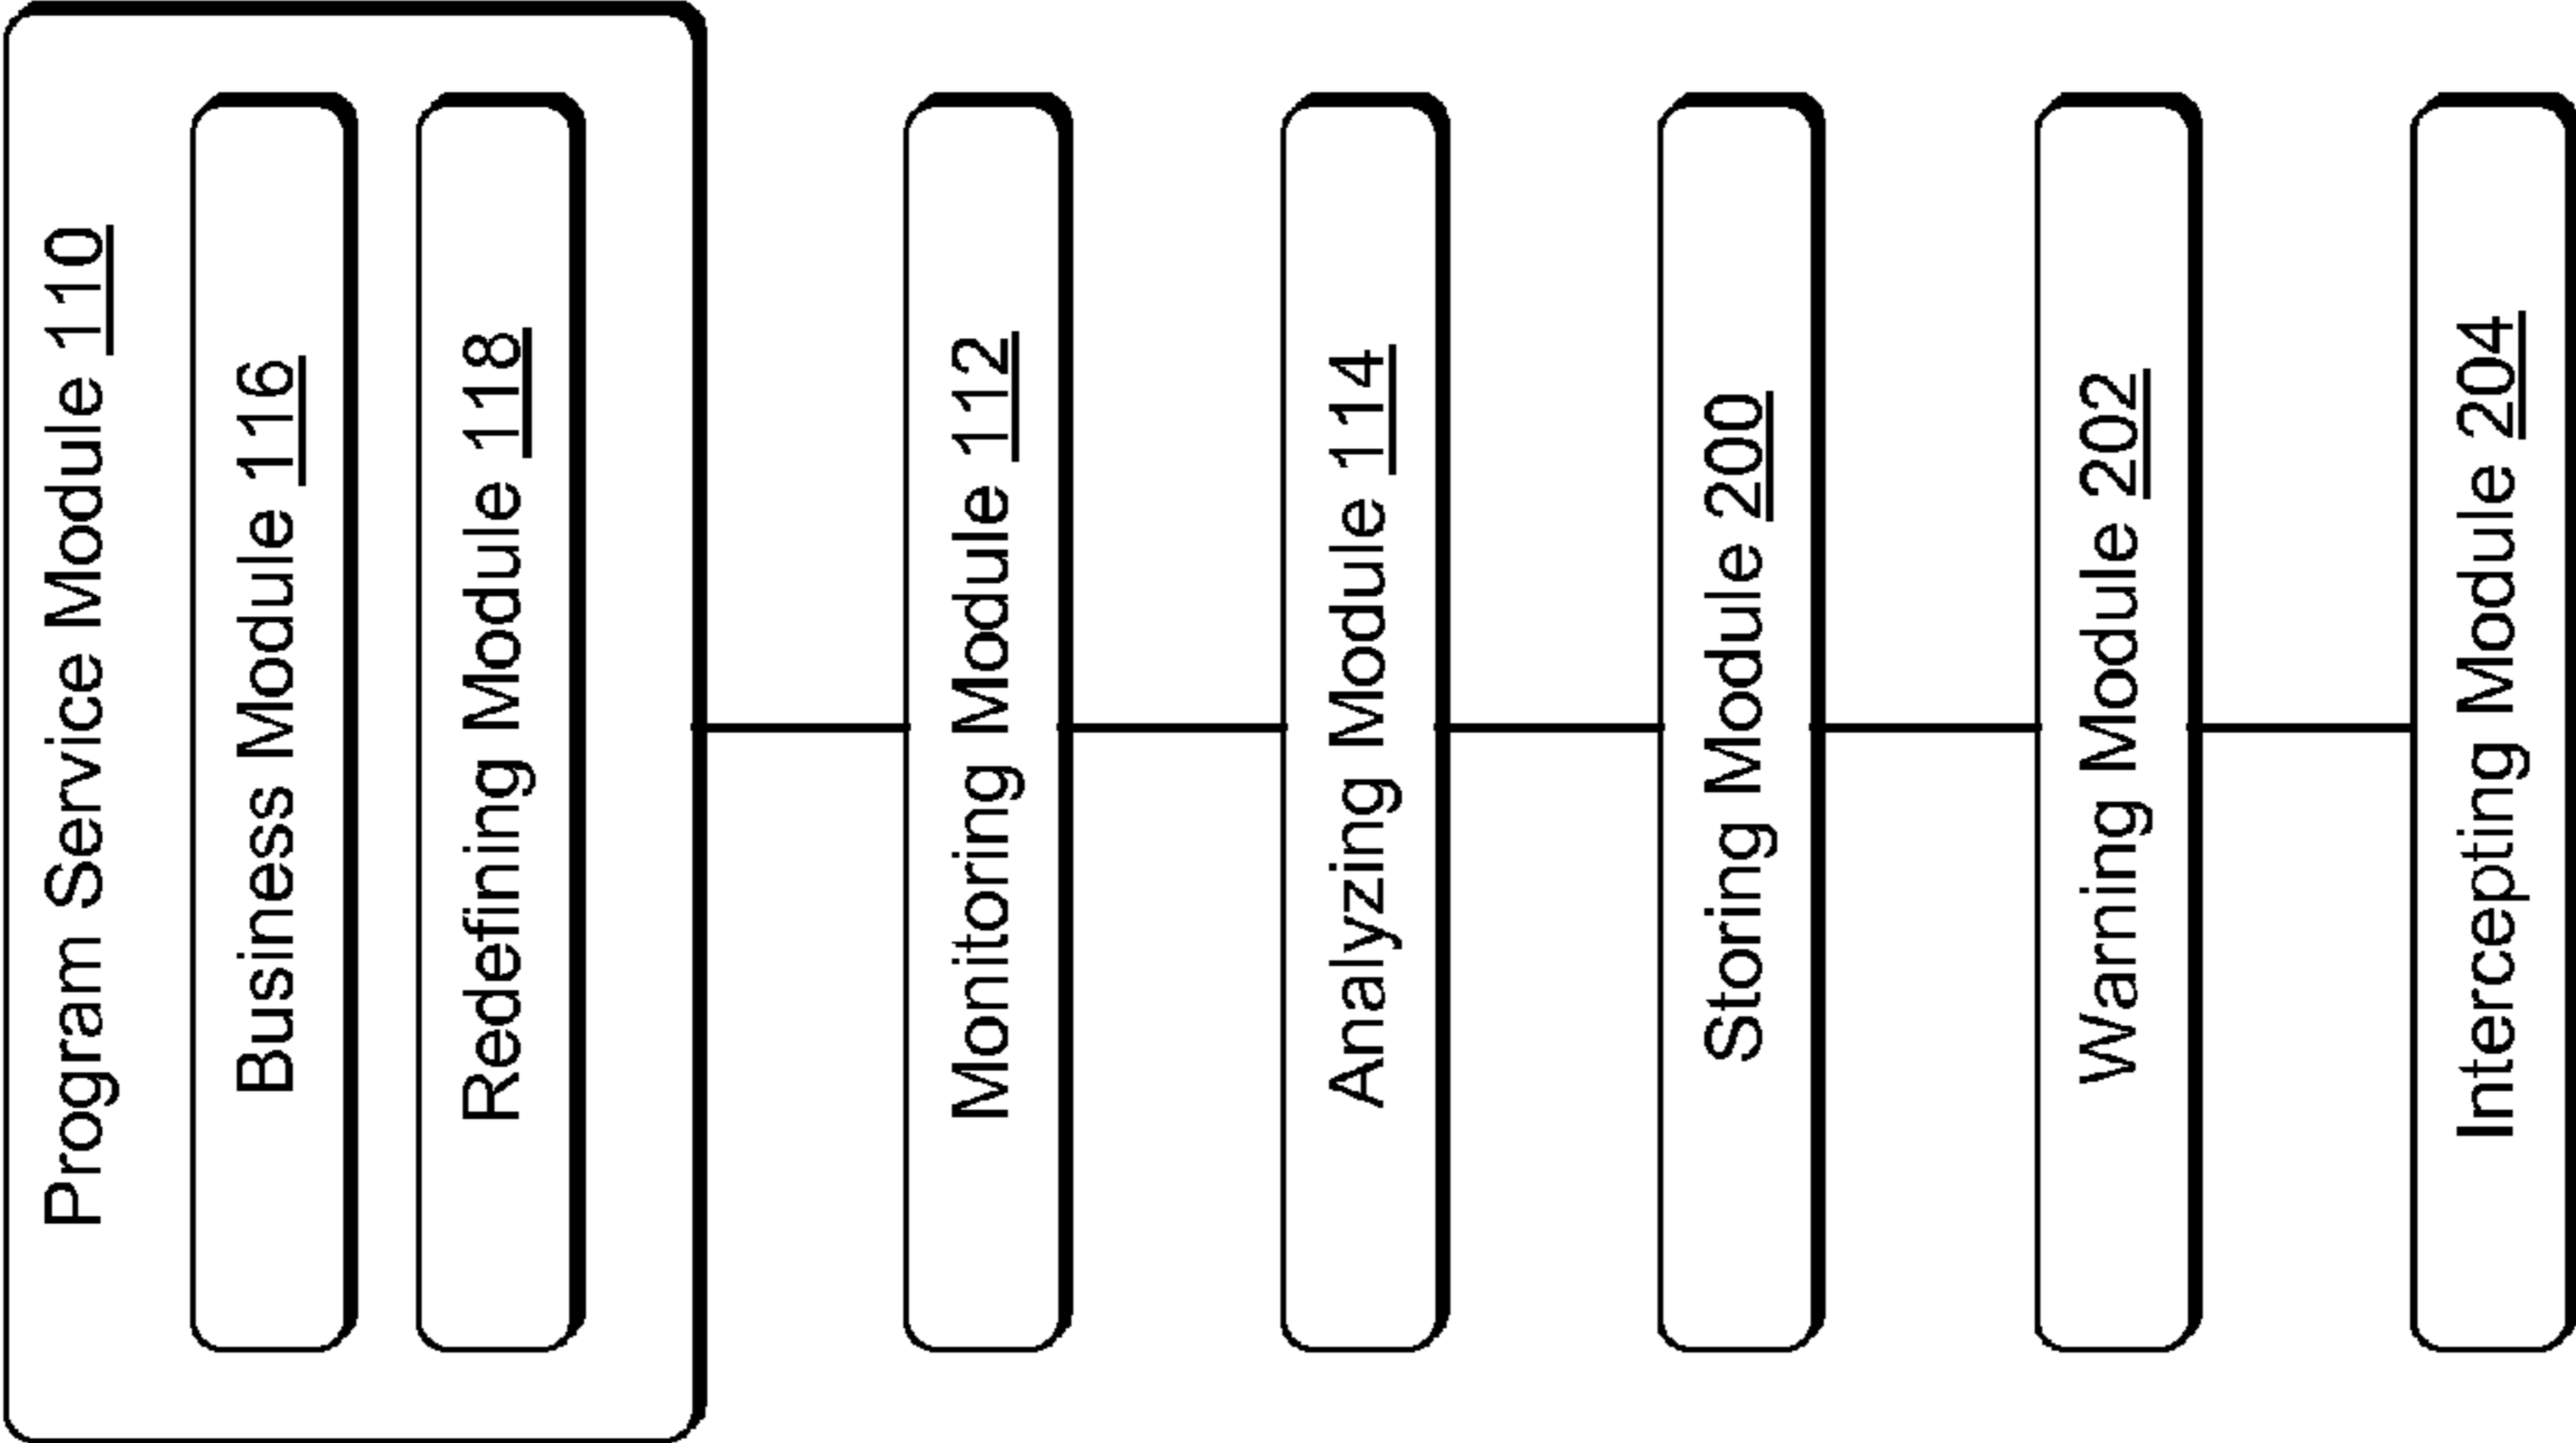 Program Service Module 110
Business Module 116
Redefining Module 118
Monitoring Module 112
Analyzing Module 114
Storing Module 200
Warning Module 202
Intercepting Module 204